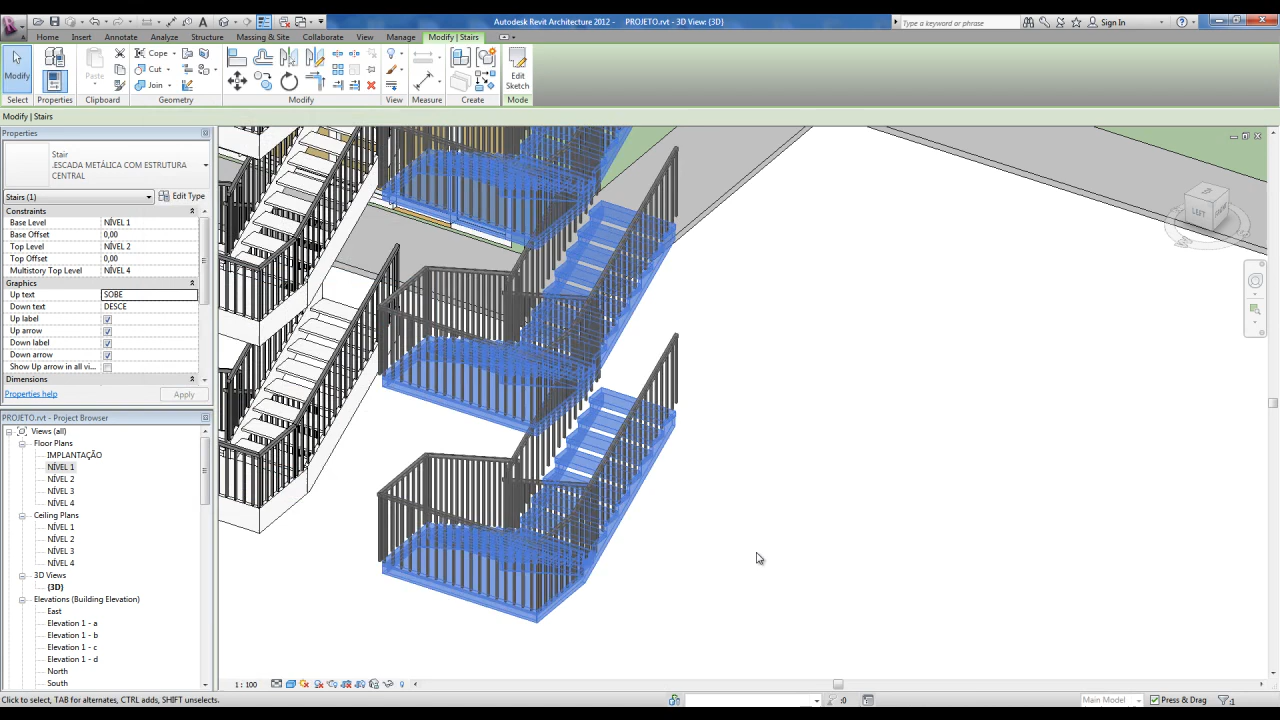 Autodesk Revit Architecture 2012 - PROJETO.rvt - 3D View: {3D}
Type a keyword or phrase
Sign In
Home Insert Annotate Analyze Structure Massing & Site Collaborate View Manage Modify | Stairs
Modify
Paste
Cope
Cut
Join
Edit Sketch
Select Properties Clipboard Geometry Modify View Measure Create Mode
Modify | Stairs
Properties
Stair
.ESCADA METÁLICA COM ESTRUTURA
CENTRAL
Stairs (1) Edit Type
Constraints
Base Level NÍVEL 1
Base Offset 0,00
Top Level NÍVEL 2
Top Offset 0,00
Multistory Top Level NÍVEL 4
Graphics
Up text SOBE
Down text DESCE
Up label
Up arrow
Down label
Down arrow
Show Up arrow in all vi...
Dimensions
Properties help Apply
PROJETO.rvt - Project Browser
Views (all)
Floor Plans
IMPLANTAÇÃO
NÍVEL 1
NÍVEL 2
NÍVEL 3
NÍVEL 4
Ceiling Plans
NÍVEL 1
NÍVEL 2
NÍVEL 3
NÍVEL 4
3D Views
{3D}
Elevations (Building Elevation)
East
Elevation 1 - a
Elevation 1 - b
Elevation 1 - c
Elevation 1 - d
North
South
1 : 100
Click to select, TAB for alternates, CTRL adds, SHIFT unselects.
:0
Main Model
Press & Drag
:1